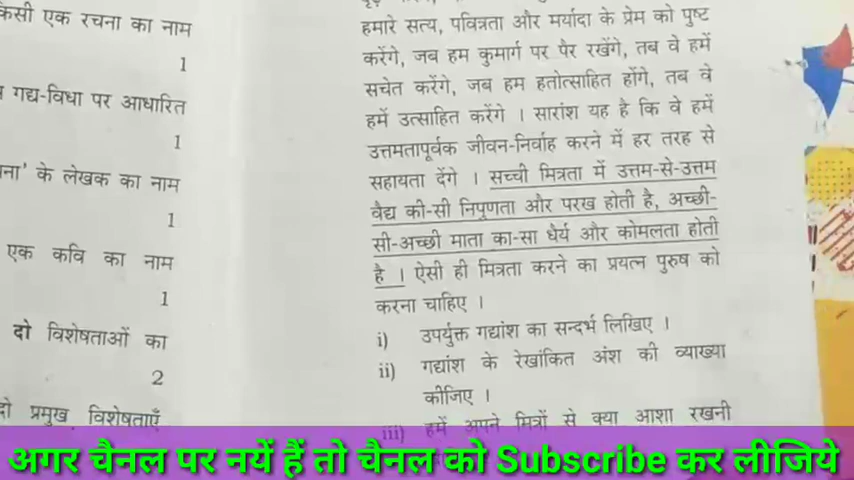 केसी एक रचना का नाम
1
गद्य-विधा पर आधारित
1
के लेखक का नाम
1
एक कवि का नाम
1
दो विशेषताओं का
2
प्रमुख विशेषताएँ
हमारे सत्य, पवित्रता और मर्यादा के प्रेम को पुष्ट
करेंगे, जब हम कुमार्ग पर पैर रखेंगे, तब वे हमें
सचेत करेंगे, जब हम हतोत्साहित होंगे, तब वे
हमें उत्साहित करेंगे । सारांश यह है कि वे हमें
उत्तमतापूर्वक जीवन-निर्वाह करने में हर तरह से
सहायता देंगे । सच्ची मित्रता में उत्तम-से-उत्तम
वैद्य की-सी निपुणता और परख होती है, अच्छी-
सी-अच्छी माता का-सा धैर्य और कोमलता होती
है । ऐसी ही मित्रता करने का प्रयत्न पुरुष को
करना चाहिए ।
i) उपर्युक्त गद्यांश का सन्दर्भ लिखिए ।
ii) गद्यांश के रेखांकित अंश की व्याख्या
कीजिए ।
iii) हमें अपने मित्रों से क्या आशा रखनी
अगर चैनल पर नयें हैं तो चैनल को Subscribe कर लीजिये